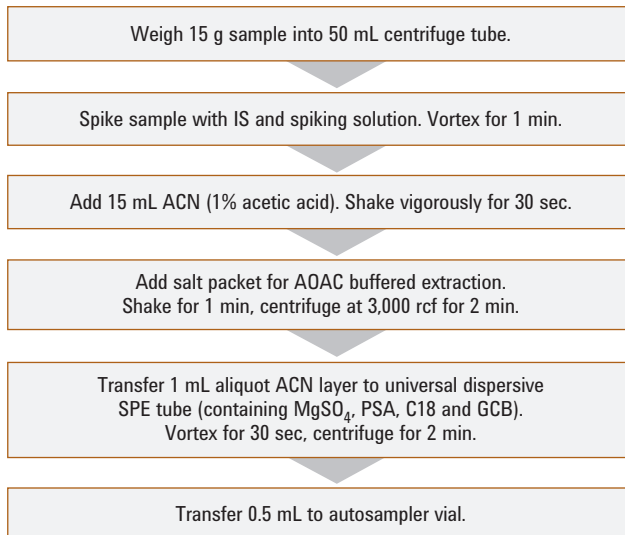 Weigh 15 g sample into 50 mL centrifuge tube.
Spike sample with IS and spiking solution. Vortex for 1 min.
Add 15 mL ACN (1% acetic acid). Shake vigorously for 30 sec.
Add salt packet for AOAC buffered extraction.
Shake for 1 min, centrifuge at 3,000 rcf for 2 min.
Transfer 1 mL aliquot ACN layer to universal dispersive
SPE tube (containing MgSO₄, PSA, C18 and GCB).
Vortex for 30 sec, centrifuge for 2 min.
Transfer 0.5 mL to autosampler vial.